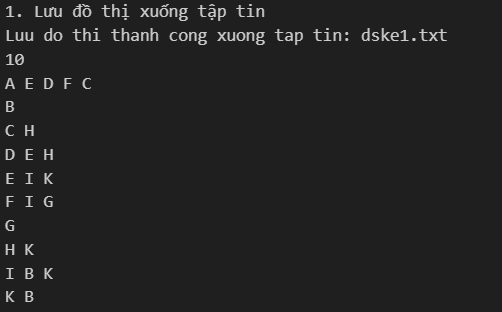 1. Lưu đồ thị xuống tập tin
Luu do thi thanh cong xuong tap tin: dske1.txt
10
A E D F C
B
C H
D E H
E I K
F I G
G
H K
I B K
K B